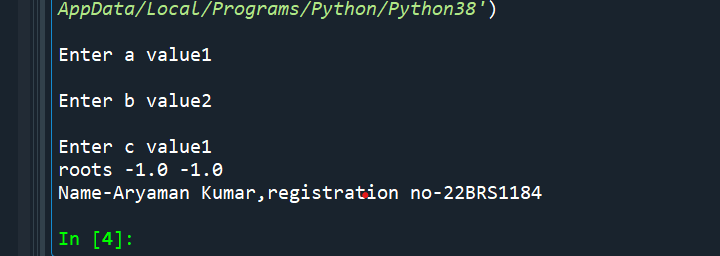 AppData/Local/Programs/Python/Python38')
Enter a value1
Enter b value2
Enter c value1
roots -1.0 -1.0
Name-Aryaman Kumar,registration no-22BRS1184
In [4]: